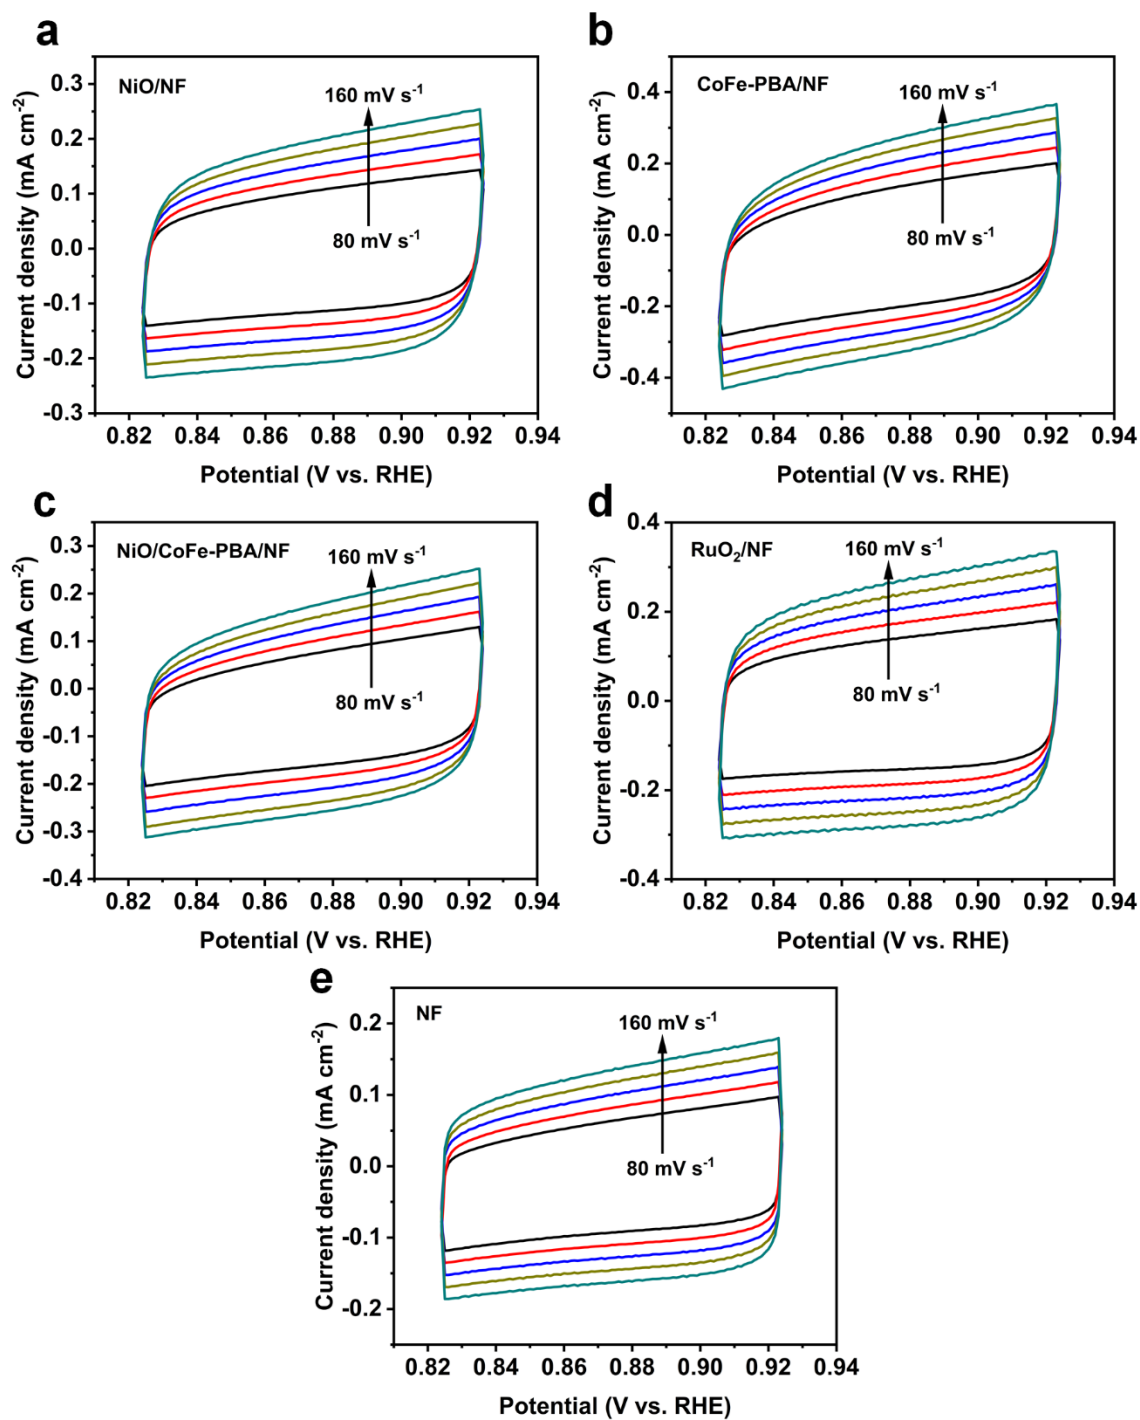 a
NiO/NF
160 mV s⁻¹
80 mV s⁻¹
0.3
0.2
0.1
0.0
-0.1
-0.2
-0.3
Current density (mA cm⁻²)
0.82 0.84 0.86 0.88 0.90 0.92 0.94
Potential (V vs. RHE)
b
CoFe-PBA/NF
160 mV s⁻¹
80 mV s⁻¹
0.4
0.2
0.0
-0.2
-0.4
Current density (mA cm⁻²)
0.82 0.84 0.86 0.88 0.90 0.92 0.94
Potential (V vs. RHE)
c
NiO/CoFe-PBA/NF
160 mV s⁻¹
80 mV s⁻¹
0.3
0.2
0.1
0.0
-0.1
-0.2
-0.3
-0.4
Current density (mA cm⁻²)
0.82 0.84 0.86 0.88 0.90 0.92 0.94
Potential (V vs. RHE)
d
RuO₂/NF
160 mV s⁻¹
80 mV s⁻¹
0.4
0.2
0.0
-0.2
-0.4
Current density (mA cm⁻²)
0.82 0.84 0.86 0.88 0.90 0.92 0.94
Potential (V vs. RHE)
e
NF
160 mV s⁻¹
80 mV s⁻¹
0.2
0.1
0.0
-0.1
-0.2
Current density (mA cm⁻²)
0.82 0.84 0.86 0.88 0.90 0.92 0.94
Potential (V vs. RHE)